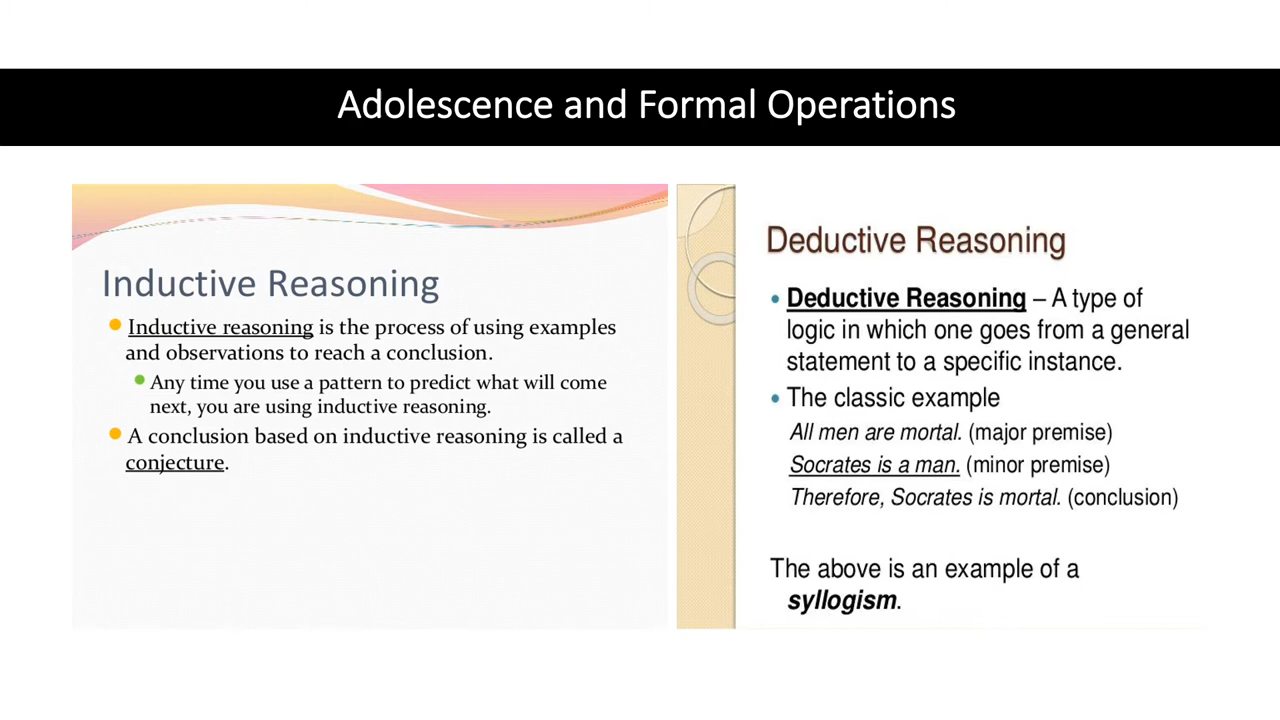 Adolescence and Formal Operations
Inductive Reasoning
Inductive reasoning is the process of using examples
and observations to reach a conclusion.
Any time you use a pattern to predict what will come
next, you are using inductive reasoning.
A conclusion based on inductive reasoning is called a
conjecture.
Deductive Reasoning
• Deductive Reasoning – A type of
logic in which one goes from a general
statement to a specific instance.
• The classic example
All men are mortal. (major premise)
Socrates is a man. (minor premise)
Therefore, Socrates is mortal. (conclusion)
The above is an example of a
syllogism.